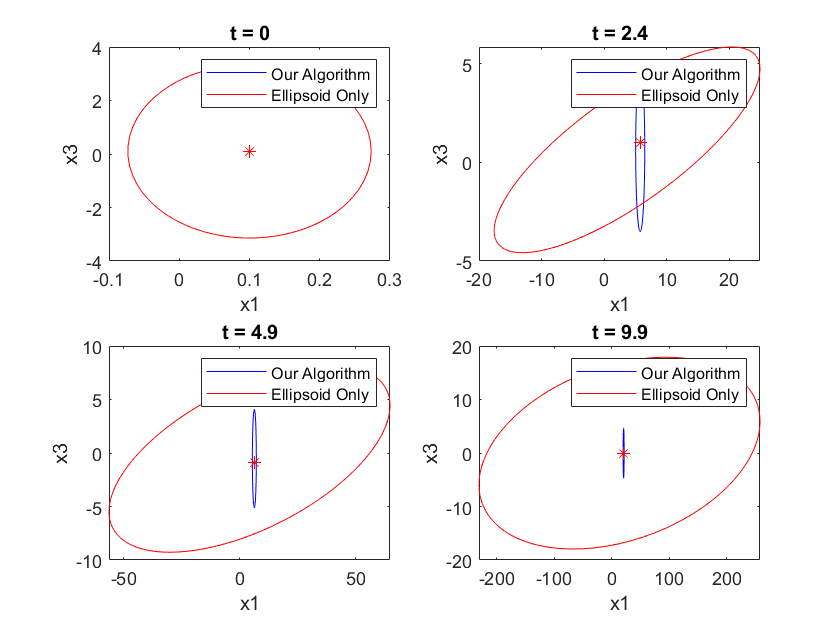 t = 0
4
2
0
-2
-4
-0.1 0 0.1 0.2 0.3
x1
x3
Our Algorithm
Ellipsoid Only
t = 2.4
5
0
-5
-20 -10 0 10 20
x1
x3
Our Algorithm
Ellipsoid Only
t = 4.9
10
5
0
-5
-10
-50 0 50
x1
x3
Our Algorithm
Ellipsoid Only
t = 9.9
20
10
0
-10
-20
-200 -100 0 100 200
x1
x3
Our Algorithm
Ellipsoid Only